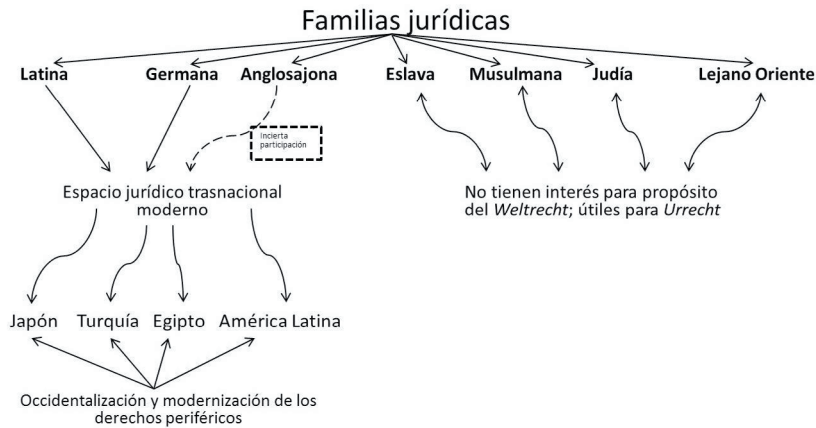 Familias jurídicas
Latina Germana Anglosajona Eslava Musulmana Judía Lejano Oriente
Incierta
participación
Espacio jurídico trasnacional
moderno
No tienen interés para propósito
del Weltrecht; útiles para Urrecht
Japón Turquía Egipto América Latina
Occidentalización y modernización de los
derechos periféricos